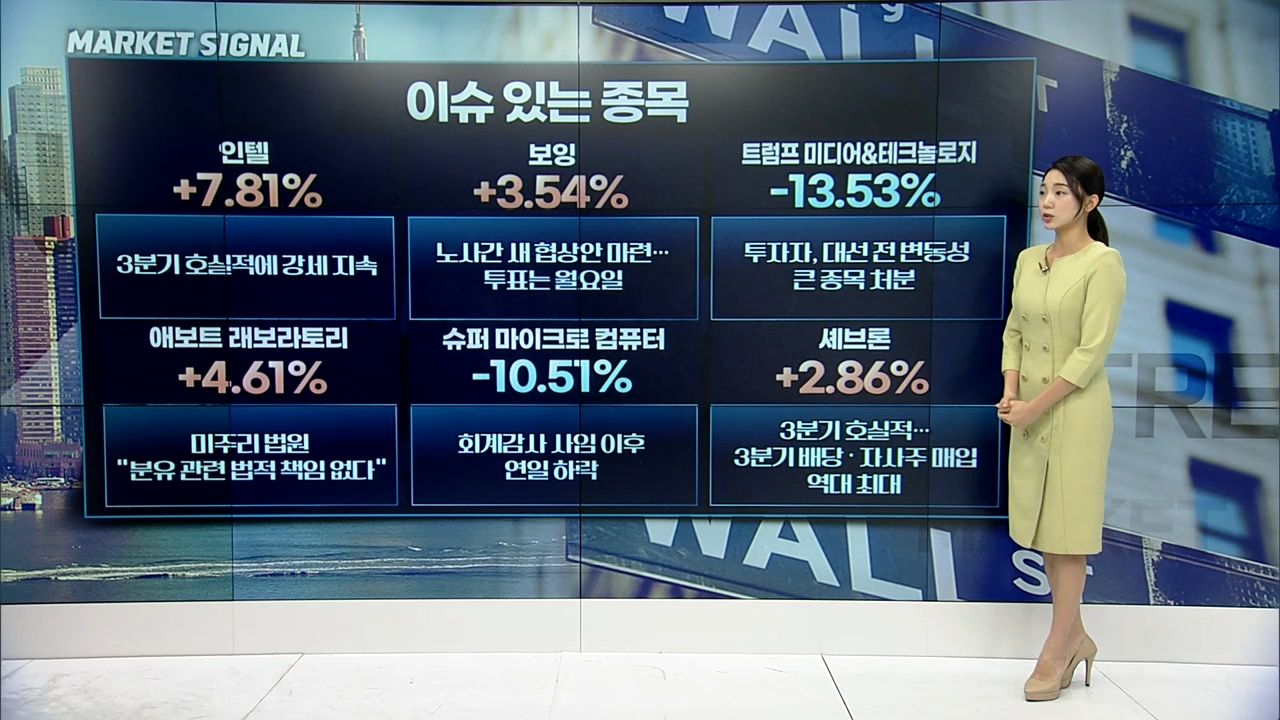 MARKET SIGNAL
이슈 있는 종목
인텔
+7.81%
3분기 호실적에 강세 지속
보잉
+3.54%
노사간 새 협상안 마련…
투표는 월요일
트럼프 미디어&테크놀로지
-13.53%
투자자, 대선 전 변동성
큰 종목 처분
애보트 래보라토리
+4.61%
미주리 법원
"분유 관련 법적 책임 없다"
슈퍼 마이크로 컴퓨터
-10.51%
회계감사 사임 이후
연일 하락
셰브론
+2.86%
3분기 호실적…
3분기 배당·자사주 매입
역대 최대
WALL
WALL ST